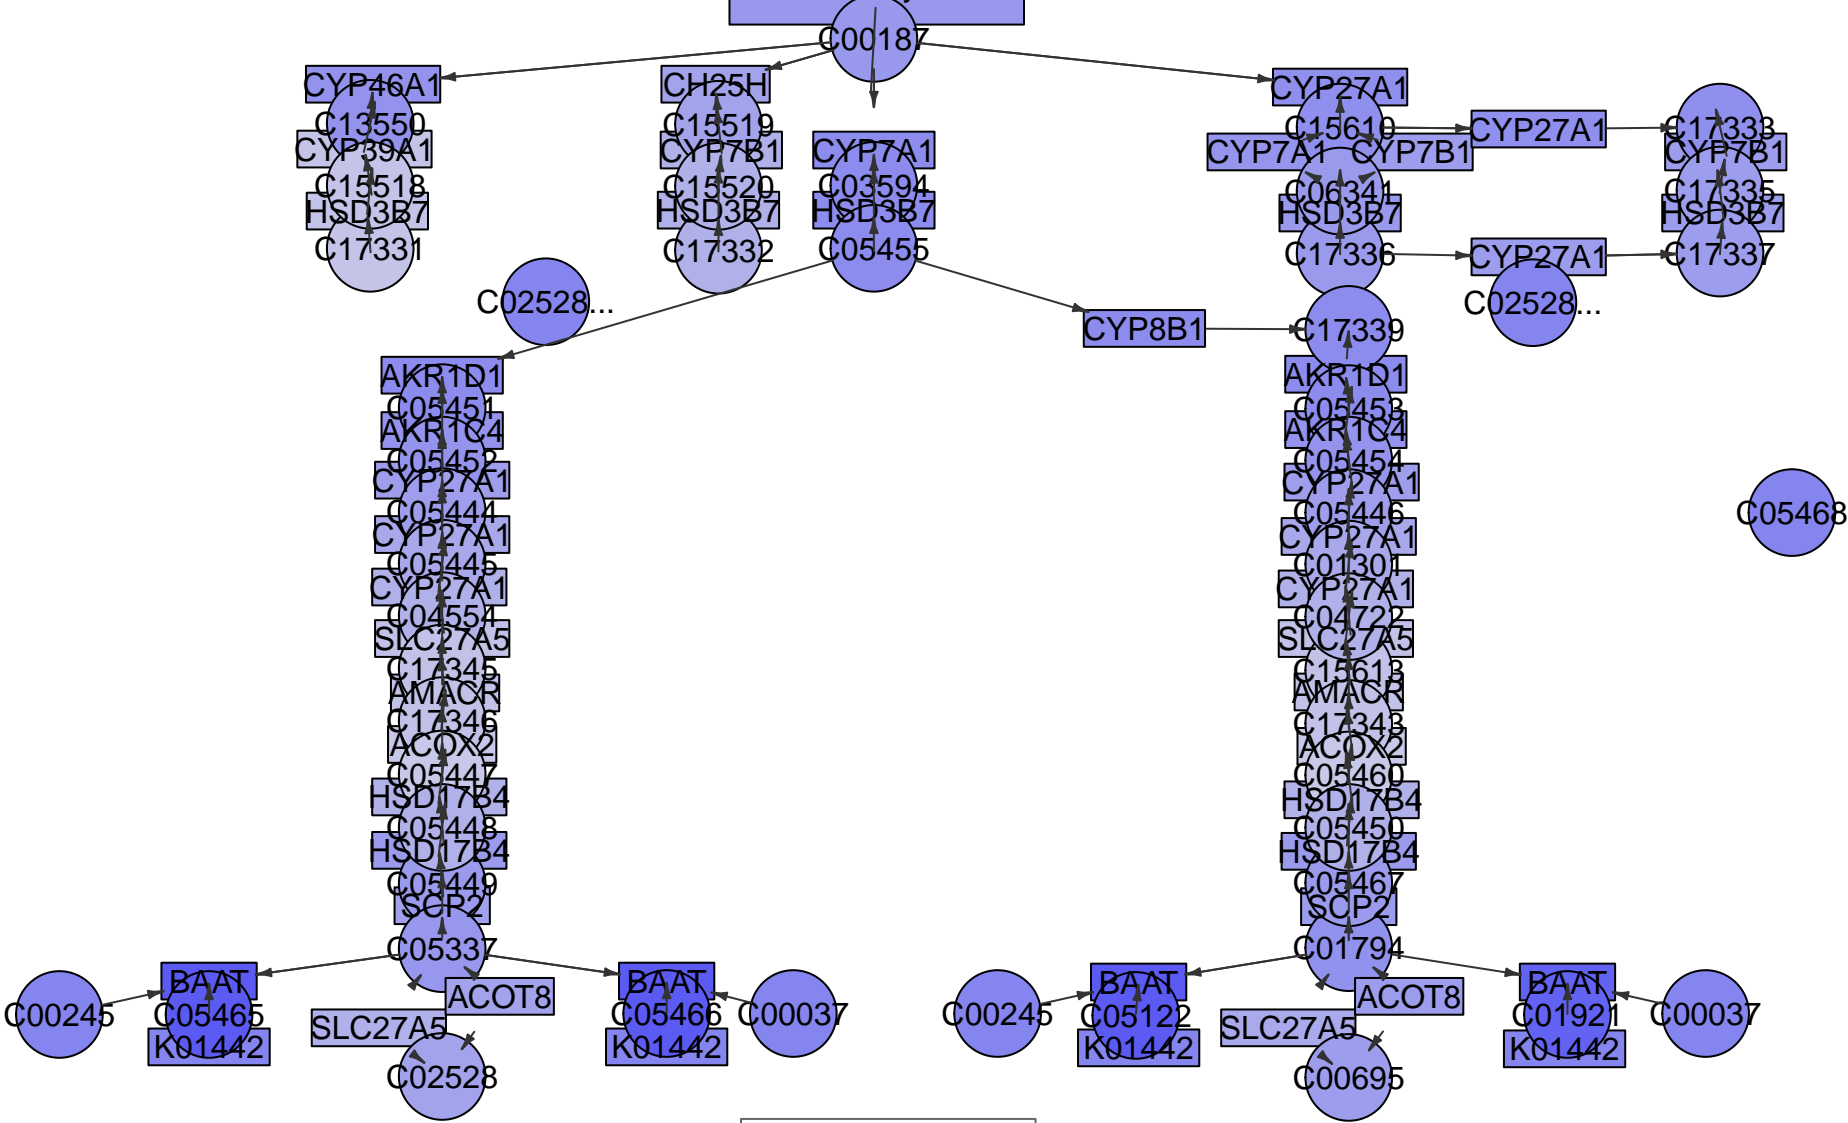 C00187
CYP46A1
CH25H
CYP27A1
C13550
C15519
C15610
CYP27A1
C17333
CYP39A1
CYP7B1
CYP7A1
CYP7A1
CYP7B1
CYP7B1
C15518
C15520
C03594
C06341
C17335
HSD3B7
HSD3B7
HSD3B7
HSD3B7
HSD3B7
C17331
C17332
C05455
C17336
CYP27A1
C17337
C02528...
C02528...
CYP8B1
C17339
AKR1D1
AKR1D1
C05451
C05453
AKR1C4
AKR1C4
C05452
C05454
CYP27A1
CYP27A1
C05444
C05446
C05468
CYP27A1
CYP27A1
C05445
C01301
CYP27A1
CYP27A1
C04554
C04722
SLC27A5
SLC27A5
C17345
C15613
AMACR
AMACR
C17346
C17343
ACOX2
ACOX2
C05447
C05460
HSD17B4
HSD17B4
C05448
C05450
HSD17B4
HSD17B4
C05449
C05467
SCP2
SCP2
C05337
C01794
BAAT
BAAT
BAAT
BAAT
ACOT8
ACOT8
C00245
C05465
C05466
C00037
C00245
C05122
C01921
C00037
SLC27A5
SLC27A5
K01442
K01442
K01442
K01442
C02528
C00695